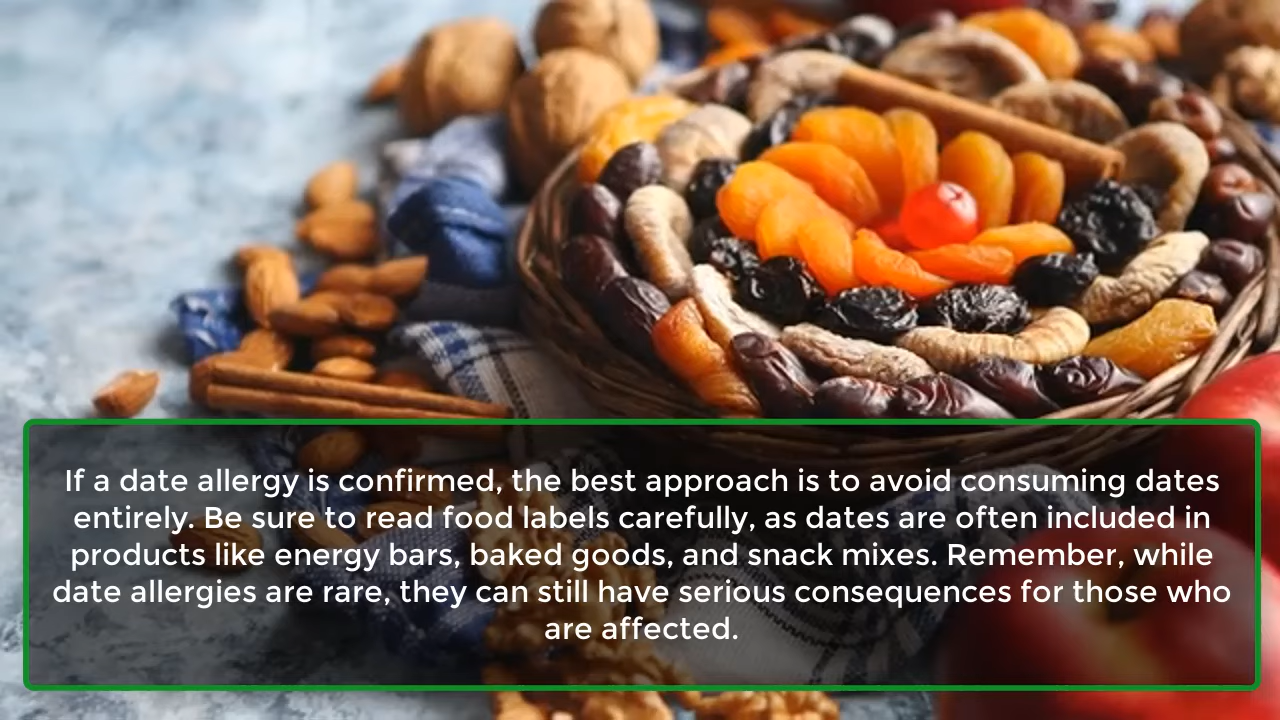 If a date allergy is confirmed, the best approach is to avoid consuming dates
entirely. Be sure to read food labels carefully, as dates are often included in
products like energy bars, baked goods, and snack mixes. Remember, while
date allergies are rare, they can still have serious consequences for those who
are affected.